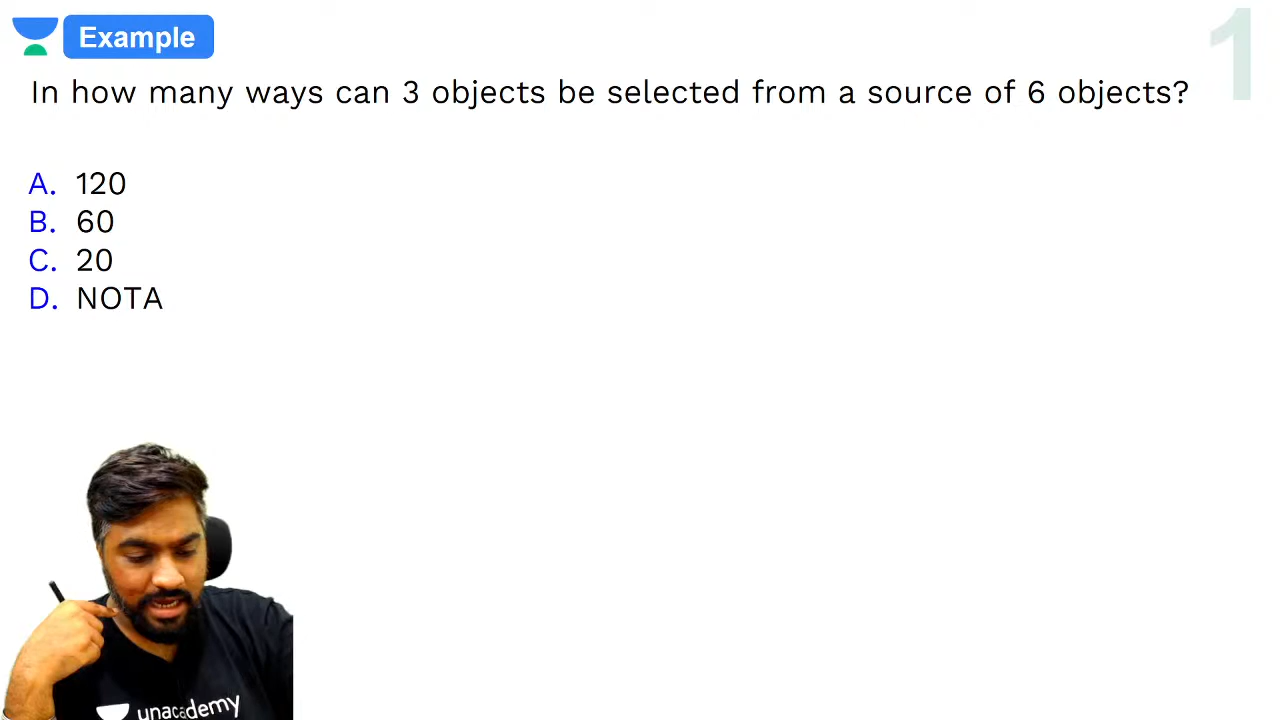 Example
1
In how many ways can 3 objects be selected from a source of 6 objects?
A. 120
B. 60
C. 20
D. NOTA
unacademy